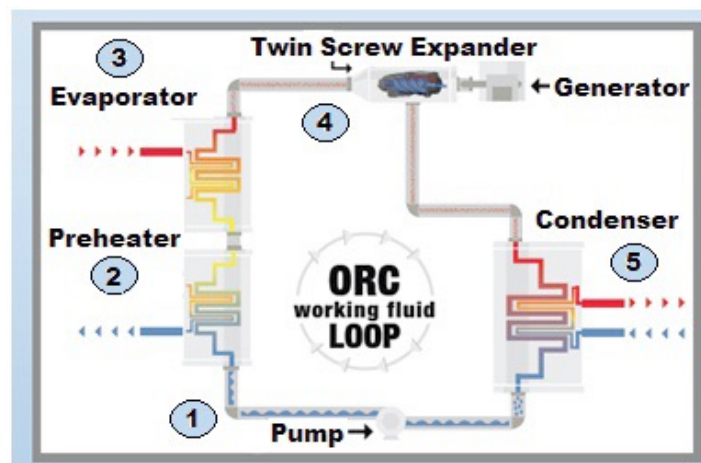 Twin Screw Expander
3
Evaporator
Generator
4
Preheater
2
Condenser
5
ORC
working fluid
LOOP
1
Pump